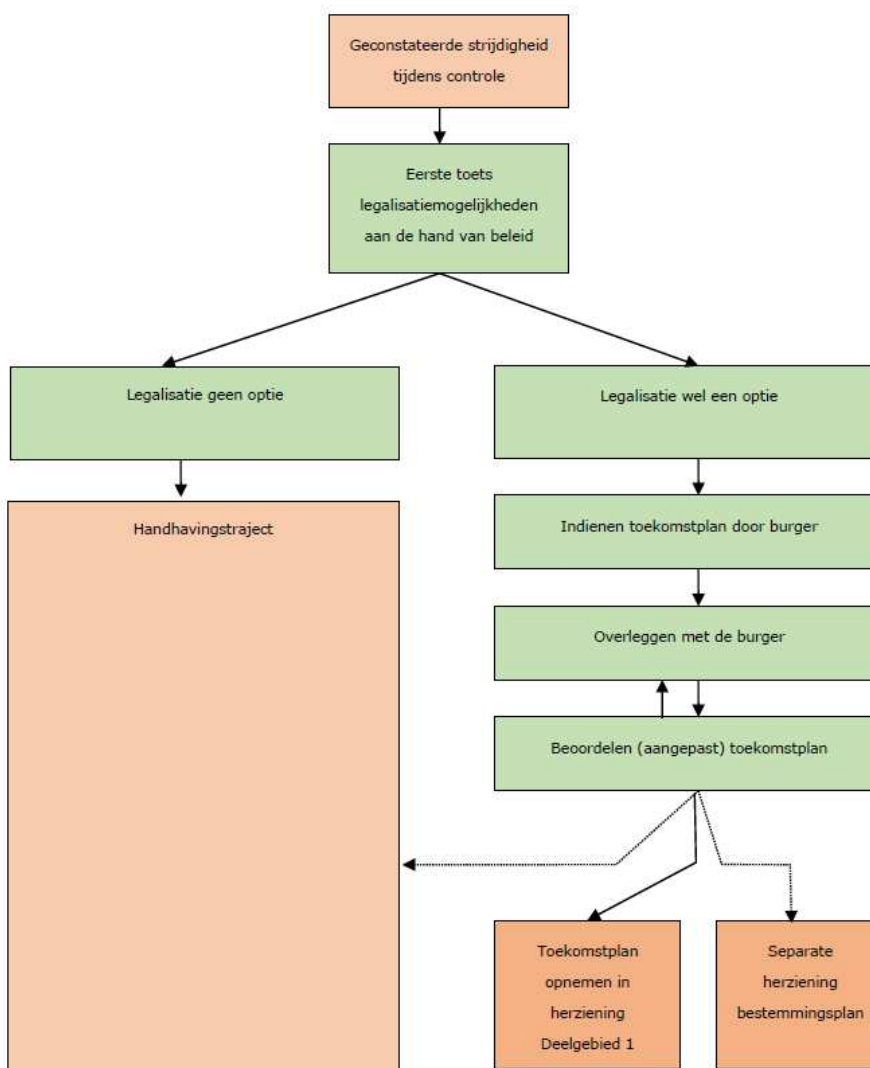 Geconstateerde strijdigheid
tijdens controle
Eerste toets
legalisatiemogelijkheden
aan de hand van beleid
Legalisatie geen optie
Legalisatie wel een optie
Handhavingstraject
Indienen toekomstplan door burger
Overleggen met de burger
Beoordelen (aangepast) toekomstplan
Toekomstplan
opnemen in
herziening
Deelgebied 1
Separate
herziening
bestemmingsplan